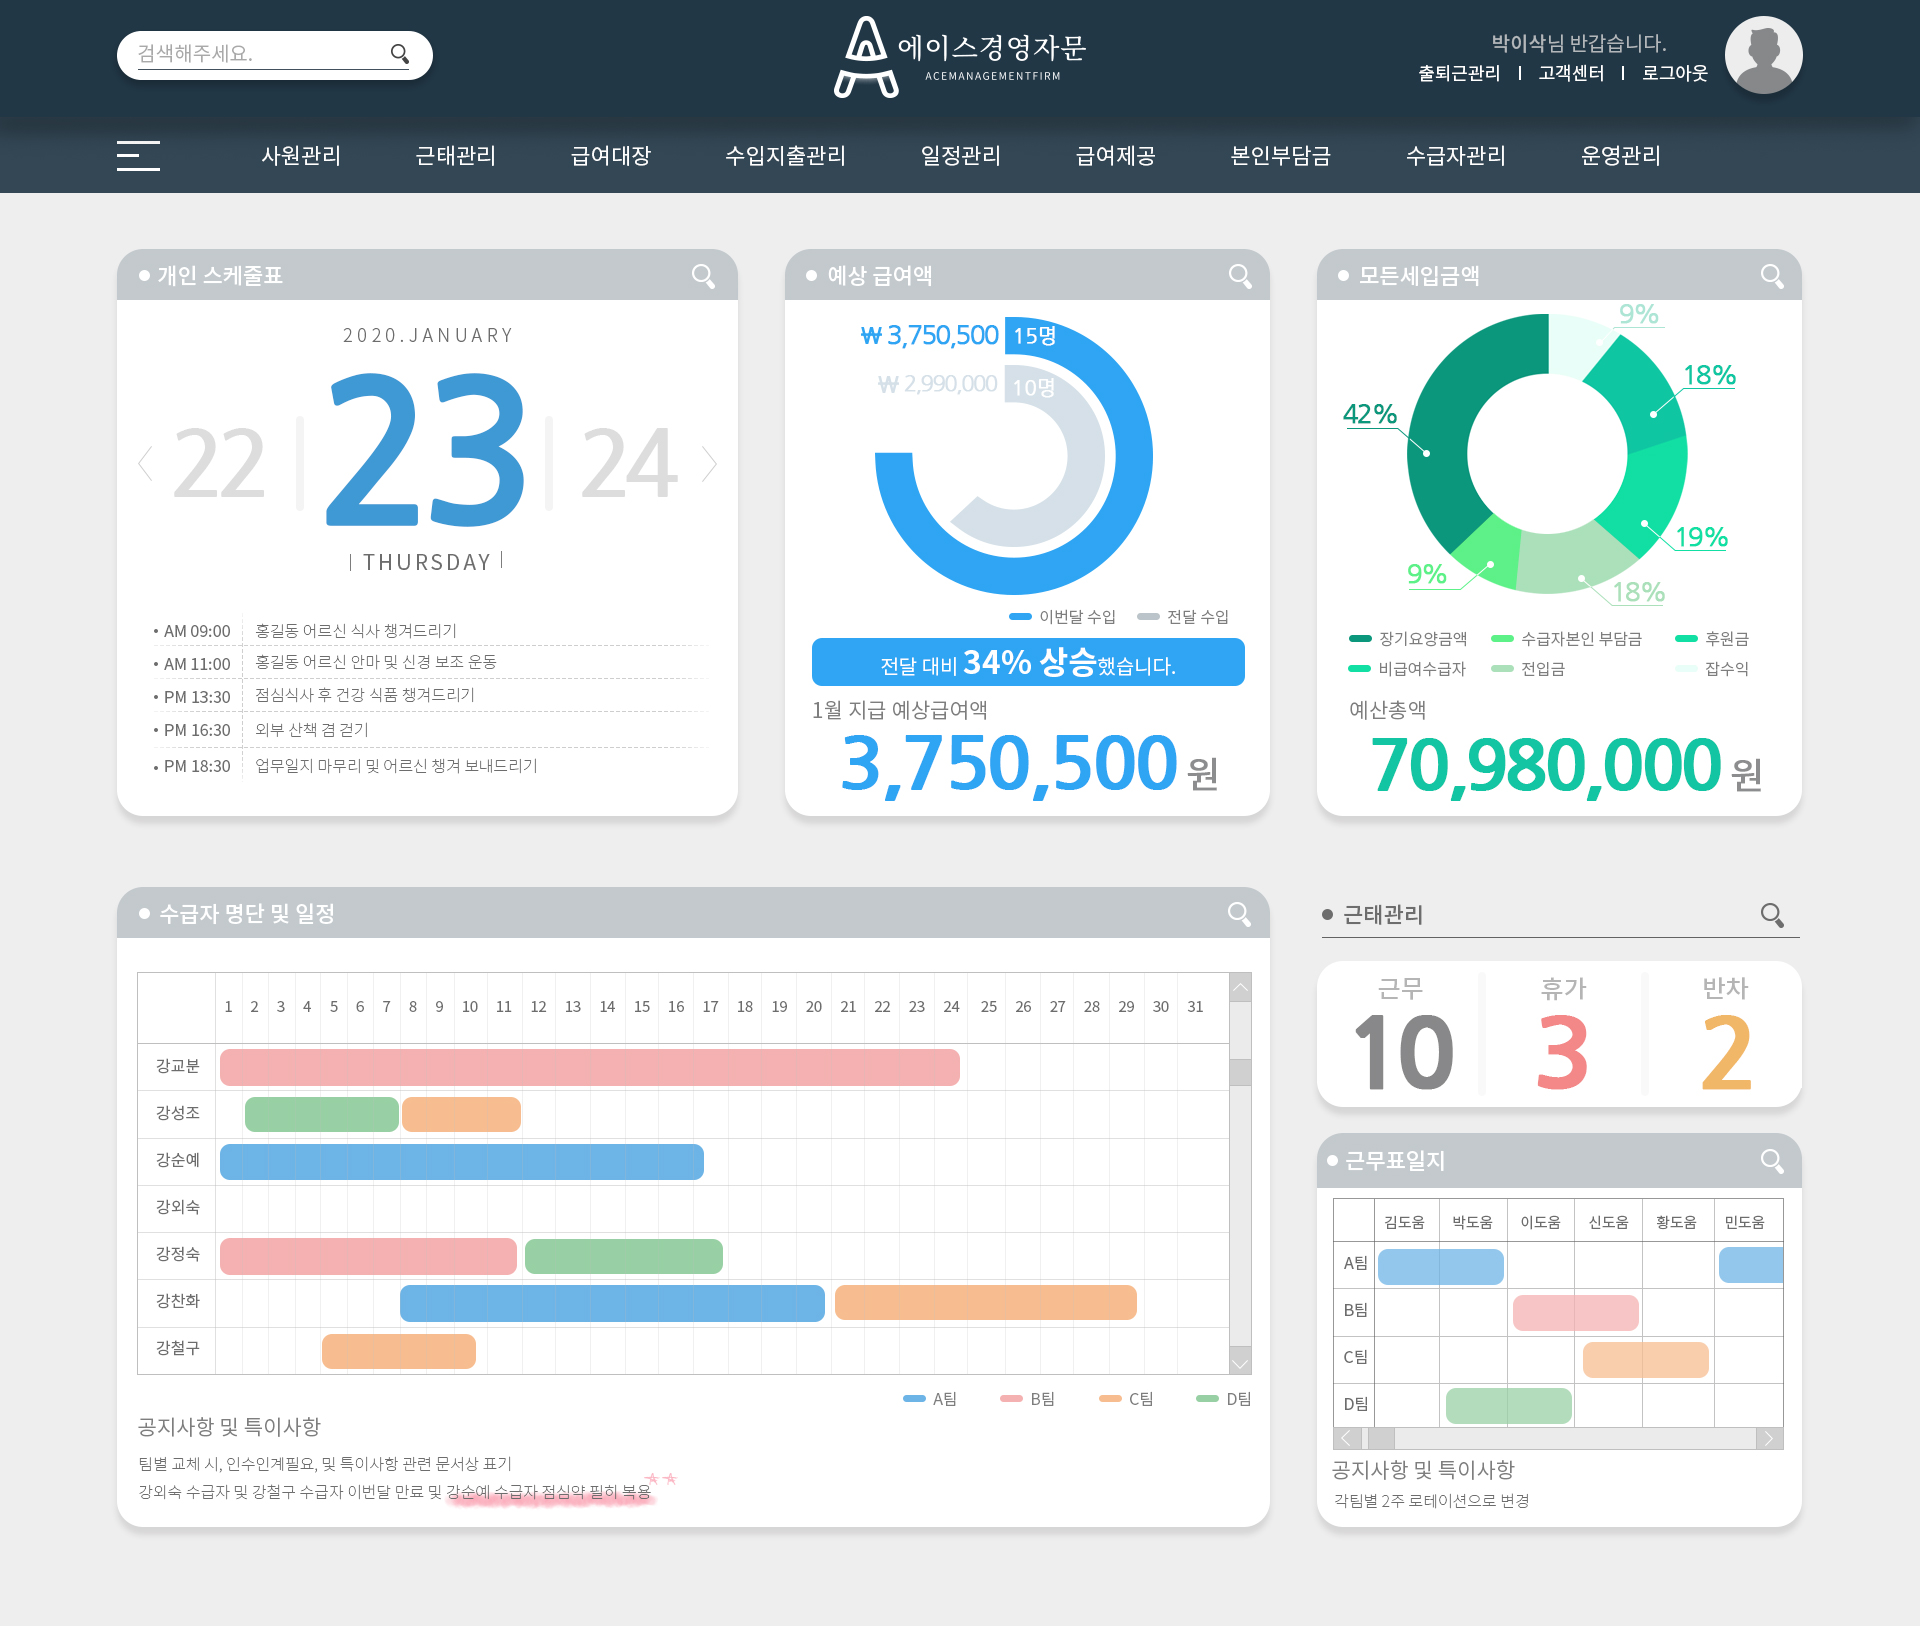 검색해주세요.
에이스경영자문
ACEMANAGEMENTFIRM
박이삭님 반갑습니다.
출퇴근관리 | 고객센터 | 로그아웃
사원관리 근태관리 급여대장 수입지출관리 일정관리 급여제공 본인부담금 수급자관리 운영관리
개인 스케줄표
2020.JANUARY
22 23 24
THURSDAY
• AM 09:00 홍길동 어르신 식사 챙겨드리기
• AM 11:00 홍길동 어르신 안마 및 신경 보조 운동
• PM 13:30 점심식사 후 건강 식품 챙겨드리기
• PM 16:30 외부 산책 겸 걷기
• PM 18:30 업무일지 마무리 및 어르신 챙겨 보내드리기
예상 급여액
₩ 3,750,500 15명
₩ 2,990,000 10명
이번달 수입 전달 수입
전달 대비 34% 상승했습니다.
1월 지급 예상급여액
3,750,500 원
모든세입금액
9%
18%
42%
19%
9%
18%
장기요양금액 수급자본인 부담금 후원금
비급여수급자 전입금 잡수익
예산총액
70,980,000 원
수급자 명단 및 일정
1 2 3 4 5 6 7 8 9 10 11 12 13 14 15 16 17 18 19 20 21 22 23 24 25 26 27 28 29 30 31
강교분
강성조
강순예
강외숙
강정숙
강찬화
강철구
A팀 B팀 C팀 D팀
공지사항 및 특이사항
팀별 교체 시, 인수인계필요, 및 특이사항 관련 문서상 표기
강외숙 수급자 및 강철구 수급자 이번달 만료 및 강순예 수급자 점심약 필히 복용
근태관리
근무 휴가 반차
10 3 2
근무표일지
김도움 박도움 이도움 신도움 황도움 민도움
A팀
B팀
C팀
D팀
공지사항 및 특이사항
각팀별 2주 로테이션으로 변경